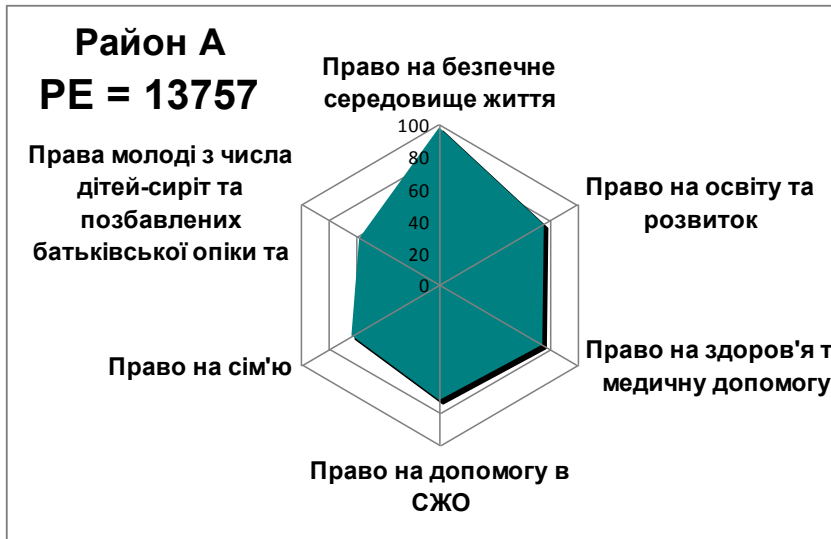 Район А
РЕ = 13757
Право на безпечне
середовище життя
100
80
60
40
20
0
Права молоді з числа
дітей-сиріт та
позбавлених
батьківської опіки та
Право на освіту та
розвиток
Право на здоров'я т
медичну допомогу
Право на сім'ю
Право на допомогу в
СЖО